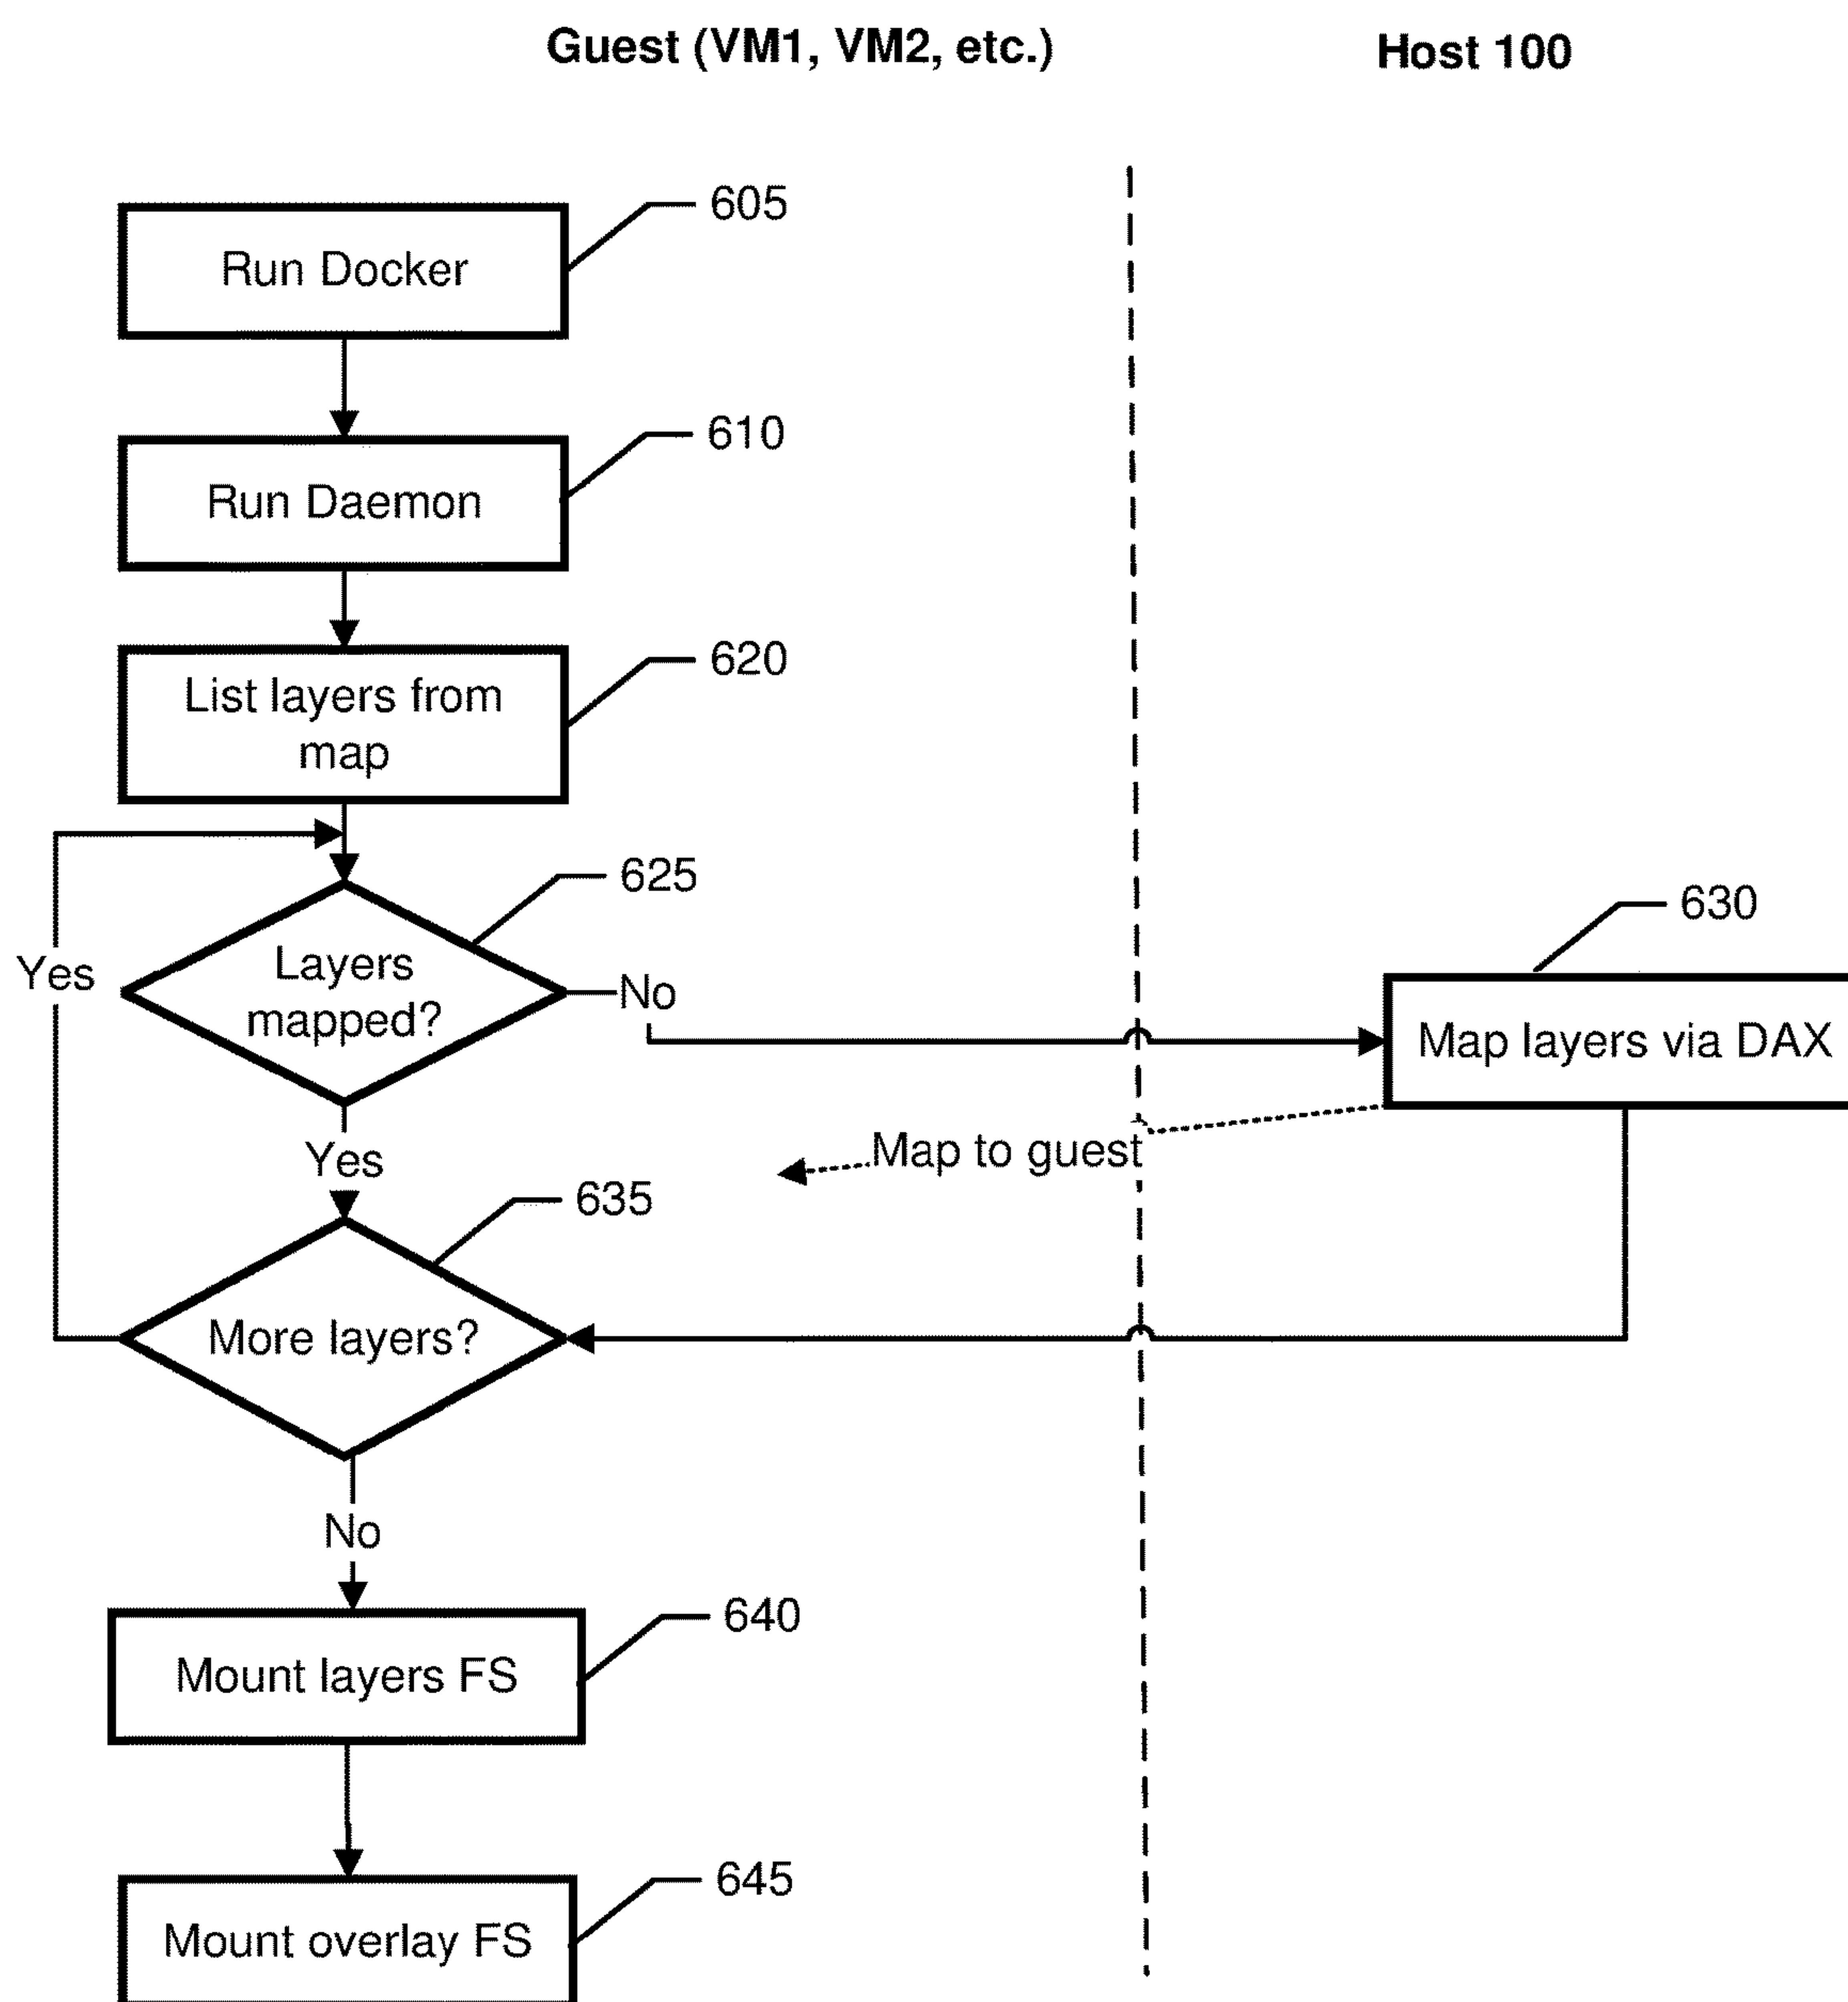 Guest (VM1, VM2, etc.)
Host 100
605
Run Docker
610
Run Daemon
620
List layers from
map
625
630
Yes
Layers
mapped?
No
Map layers via DAX
Map to guest
Yes
635
More layers?
No
640
Mount layers FS
645
Mount overlay FS